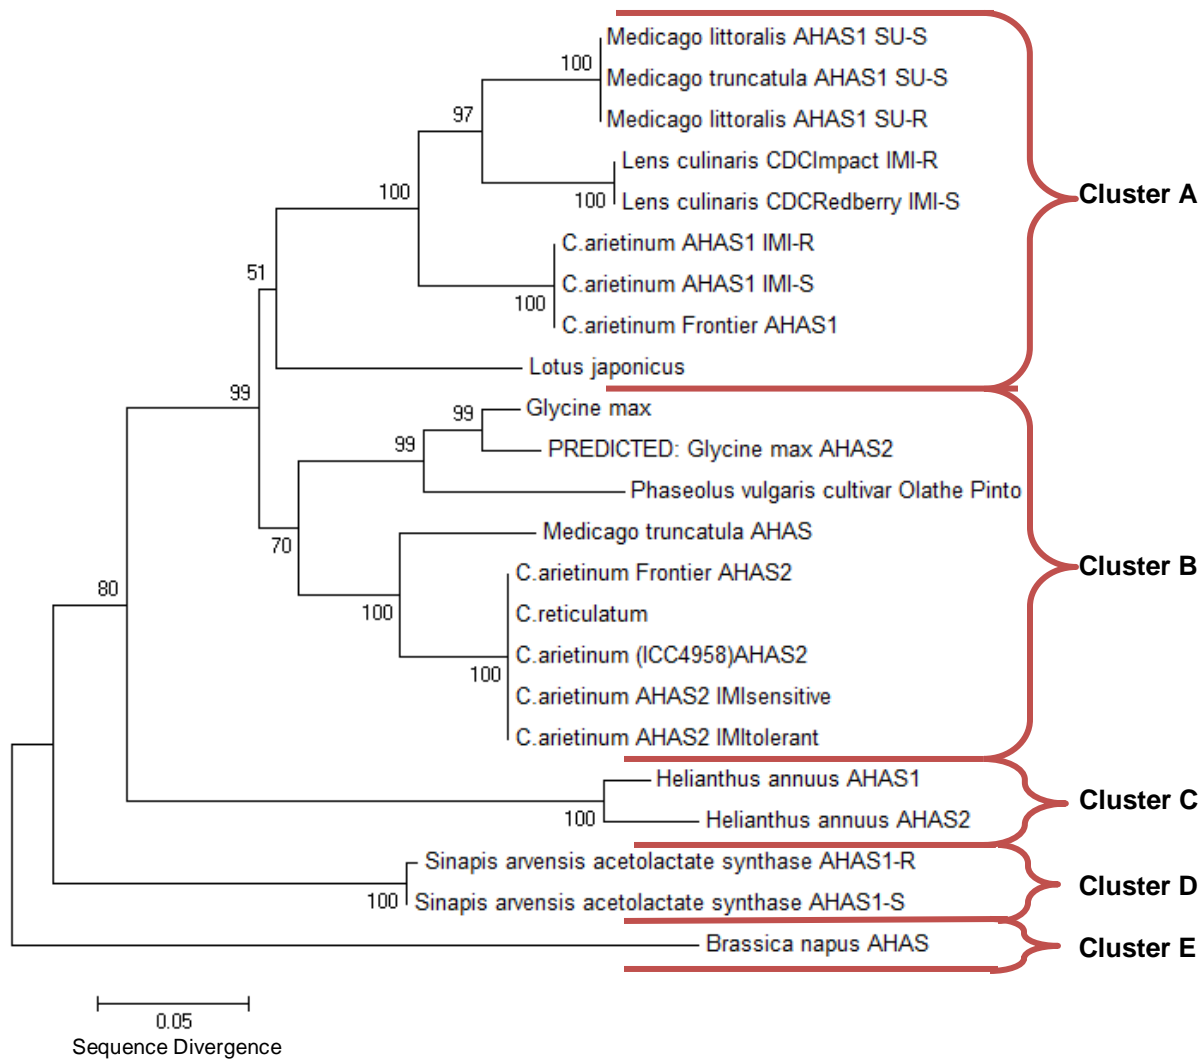 Medicago littoralis AHAS1 SU-S
100
Medicago truncatula AHAS1 SU-S
97
Medicago littoralis AHAS1 SU-R
Lens culinaris CDCImpact IMI-R
100
100
Lens culinaris CDCRedberry IMI-S
Cluster A
C.arietinum AHAS1 IMI-R
51
C.arietinum AHAS1 IMI-S
100
C.arietinum Frontier AHAS1
Lotus japonicus
99
99
Glycine max
99
PREDICTED: Glycine max AHAS2
Phaseolus vulgaris cultivar Olathe Pinto
70
Medicago truncatula AHAS
Cluster B
80
C.arietinum Frontier AHAS2
100
C.reticulatum
C.arietinum (ICC4958)AHAS2
100
C.arietinum AHAS2 IMIsensitive
C.arietinum AHAS2 IMItolerant
Helianthus annuus AHAS1
Cluster C
100
Helianthus annuus AHAS2
Sinapis arvensis acetolactate synthase AHAS1-R
Cluster D
100
Sinapis arvensis acetolactate synthase AHAS1-S
Brassica napus AHAS
Cluster E
0.05
Sequence Divergence